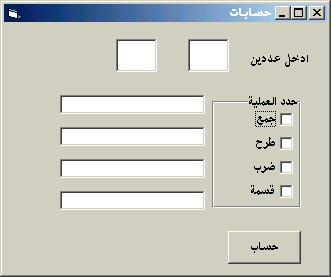 حسابات
ادخل عددين
حدد العملية
جمع
طرح
ضرب
قسمة
حساب